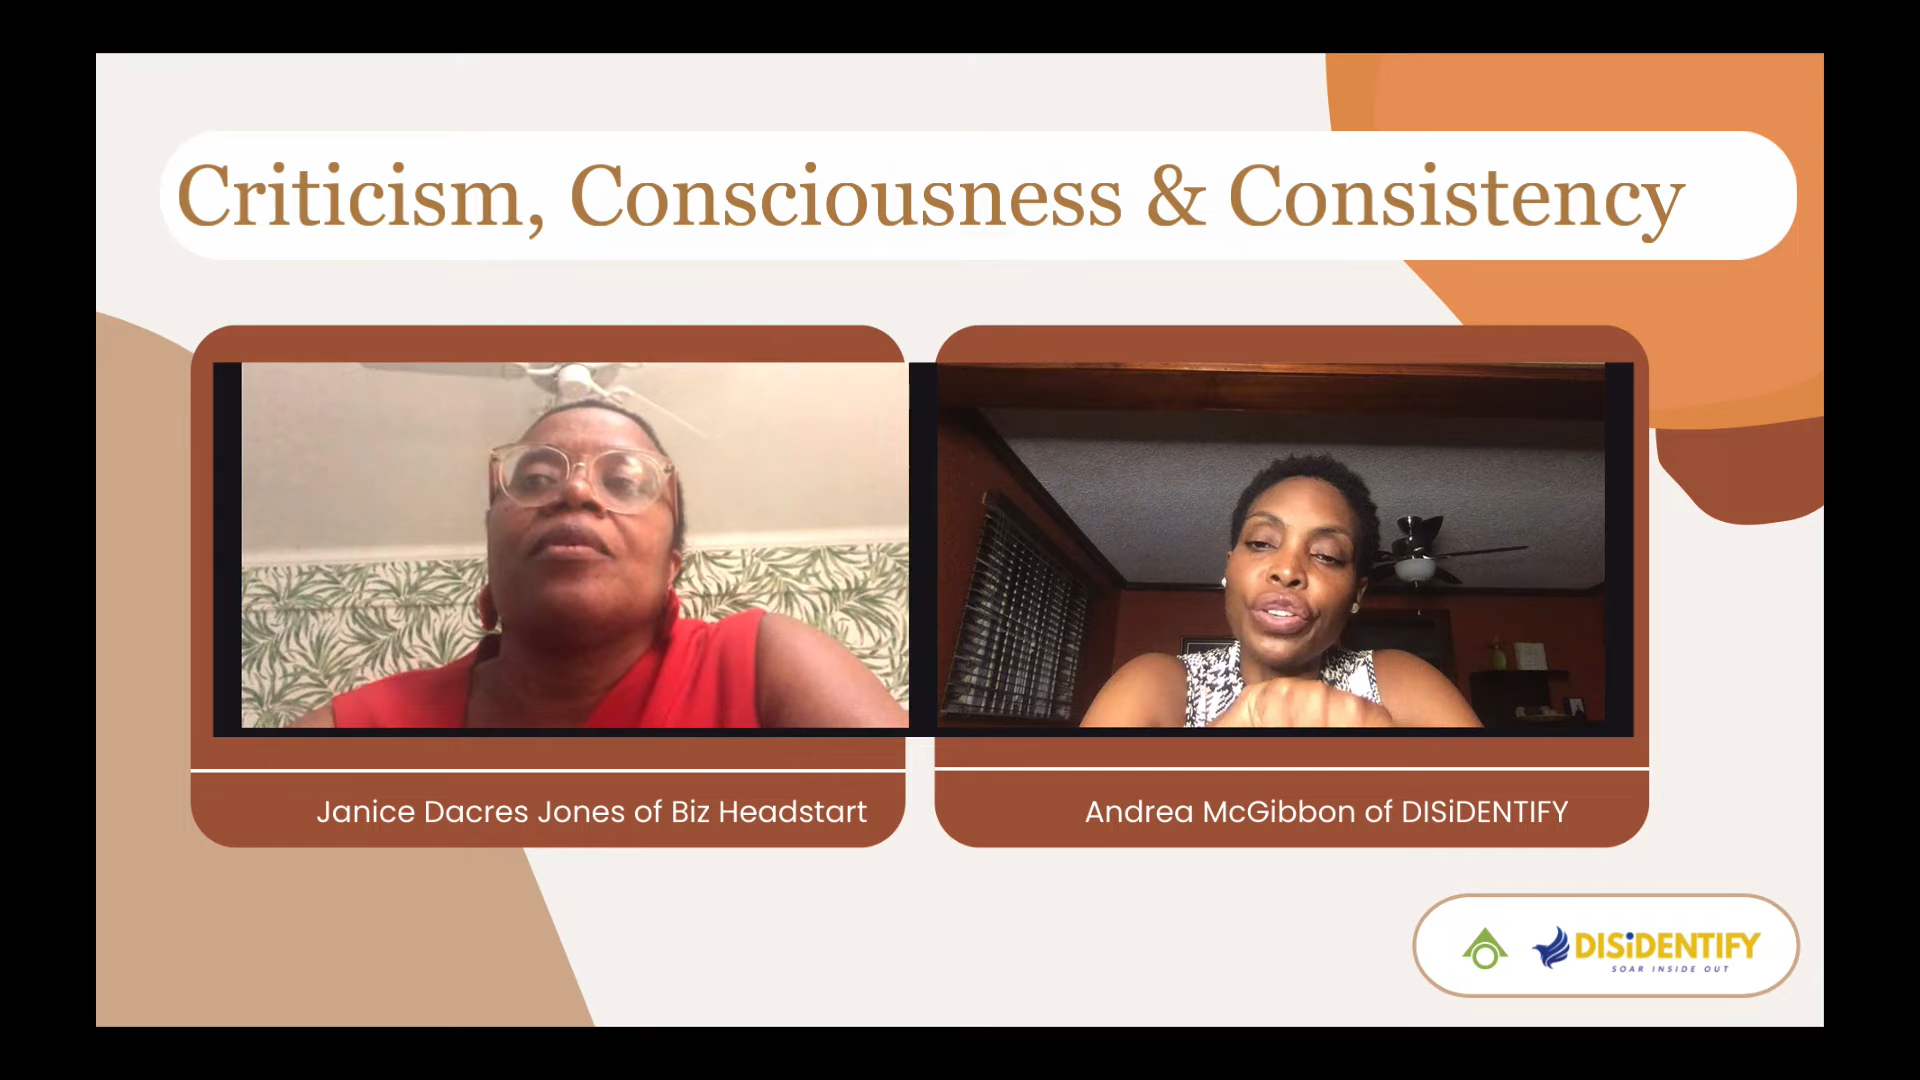 Criticism, Consciousness & Consistency
Janice Dacres Jones of Biz Headstart
Andrea McGibbon of DISiDENTIFY
DISiDENTIFY
SOAR INSIDE OUT